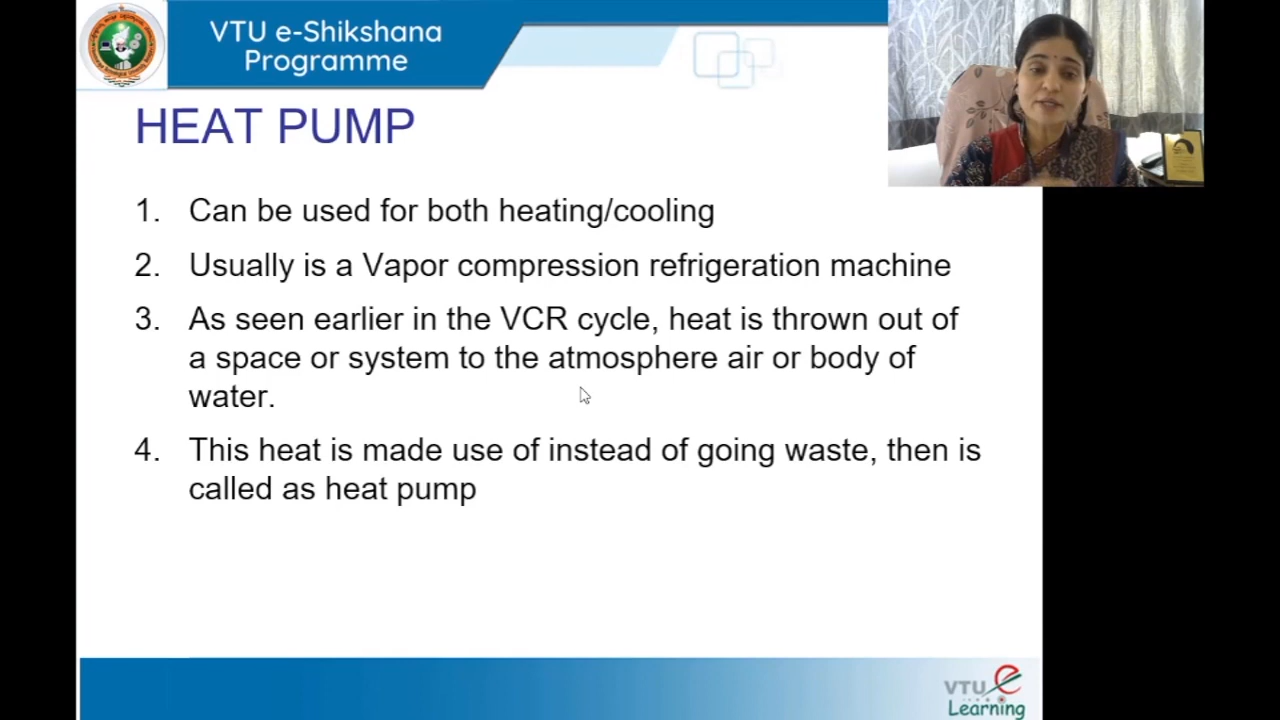 VTU e-Shikshana
Programme
HEAT PUMP
1. Can be used for both heating/cooling
2. Usually is a Vapor compression refrigeration machine
3. As seen earlier in the VCR cycle, heat is thrown out of
a space or system to the atmosphere air or body of
water.
4. This heat is made use of instead of going waste, then is
called as heat pump
VTU e
Learning